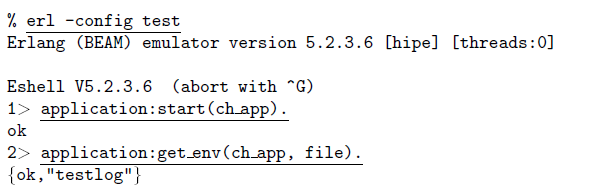 % erl -config test
Erlang (BEAM) emulator version 5.2.3.6 [hipe] [threads:0]
Eshell V5.2.3.6 (abort with ^G)
1> application:start(ch_app).
ok
2> application:get_env(ch_app, file).
{ok,"testlog"}